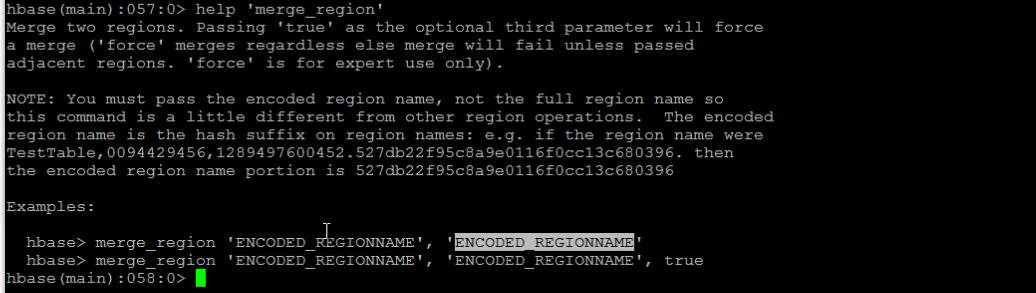 hbase(main):057:0> help 'merge_region'
Merge two regions. Passing 'true' as the optional third parameter will force
a merge ('force' merges regardless else merge will fail unless passed
adjacent regions. 'force' is for expert use only).
NOTE: You must pass the encoded region name, not the full region name so
this command is a little different from other region operations.  The encoded
region name is the hash suffix on region names: e.g. if the region name were
TestTable,0094429456,1289497600452.527db22f95c8a9e0116f0cc13c680396. then
the encoded region name portion is 527db22f95c8a9e0116f0cc13c680396
Examples:
hbase> merge_region 'ENCODED_REGIONNAME', 'ENCODED_REGIONNAME'
hbase> merge_region 'ENCODED_REGIONNAME', 'ENCODED_REGIONNAME', true
hbase(main):058:0>